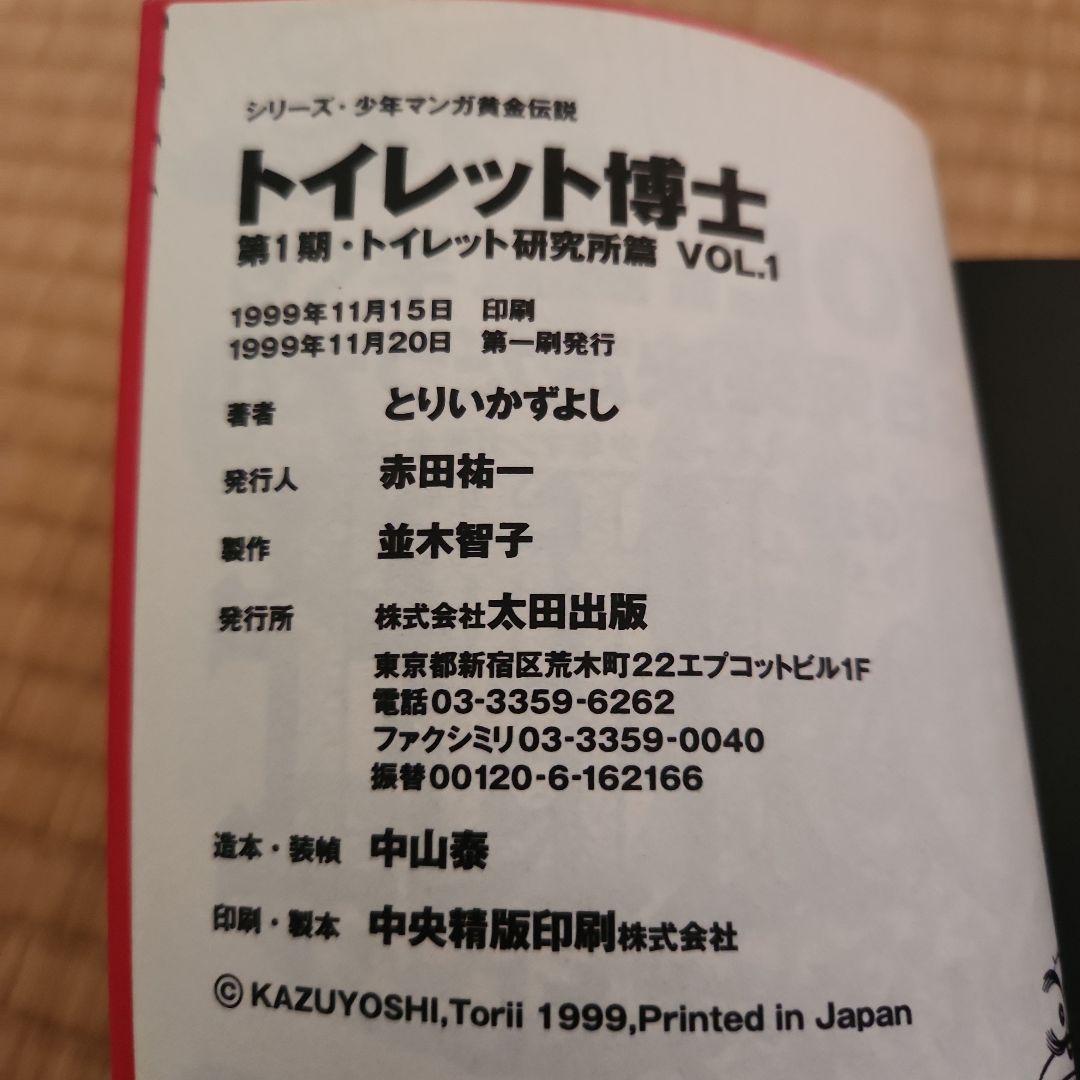 シリーズ・少年マンガ黄金伝説
トイレット博士
第1期・トイレット研究所篇 VOL.1
1999年11月15日 印刷
1999年11月20日 第一刷発行
著者 とりいかずよし
発行人 赤田祐一
製作 並木智子
発行所 株式会社太田出版
東京都新宿区荒木町22エプコットビル1F
電話03-3359-6262
ファクシミリ03-3359-0040
振替00120-6-162166
造本・装幀 中山泰
印刷・製本 中央精版印刷株式会社
©KAZUYOSHI,Torii 1999,Printed in Japan